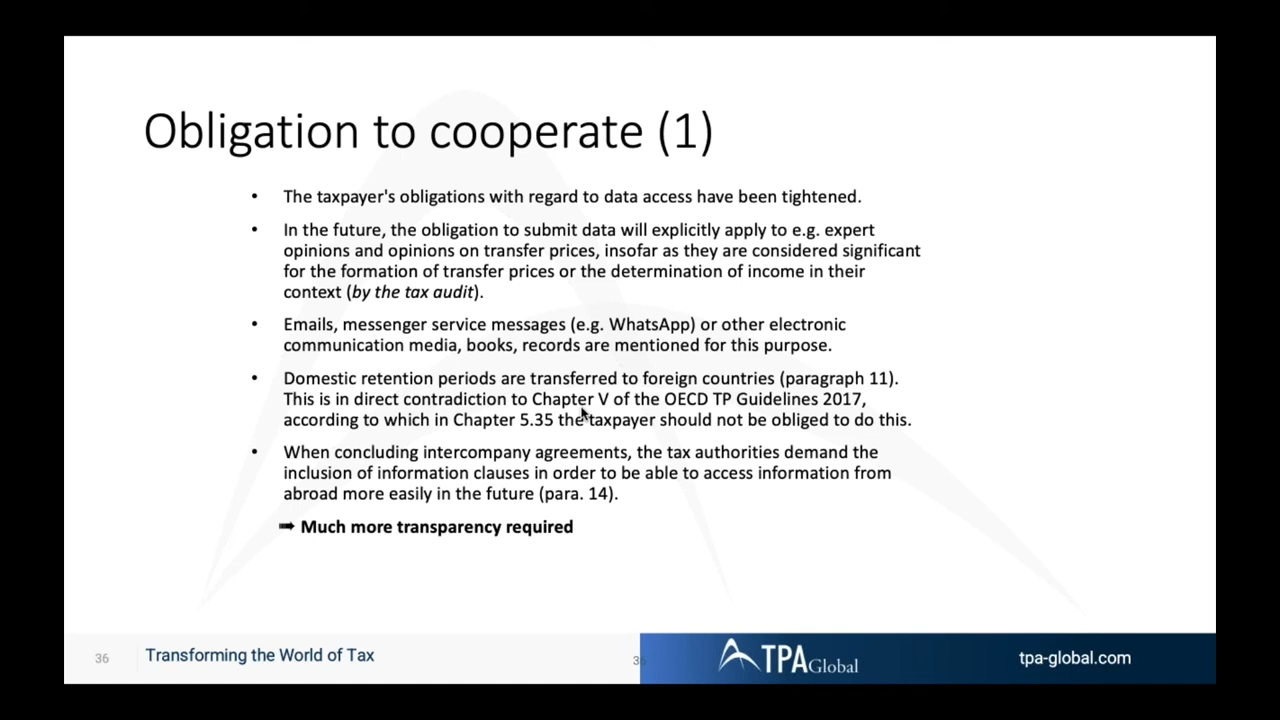 Obligation to cooperate (1)
• The taxpayer's obligations with regard to data access have been tightened.
• In the future, the obligation to submit data will explicitly apply to e.g. expert
opinions and opinions on transfer prices, insofar as they are considered significant
for the formation of transfer prices or the determination of income in their
context (by the tax audit).
• Emails, messenger service messages (e.g. WhatsApp) or other electronic
communication media, books, records are mentioned for this purpose.
• Domestic retention periods are transferred to foreign countries (paragraph 11).
This is in direct contradiction to Chapter V of the OECD TP Guidelines 2017,
according to which in Chapter 5.35 the taxpayer should not be obliged to do this.
• When concluding intercompany agreements, the tax authorities demand the
inclusion of information clauses in order to be able to access information from
abroad more easily in the future (para. 14).
➡ Much more transparency required
36
Transforming the World of Tax
TPA Global
tpa-global.com